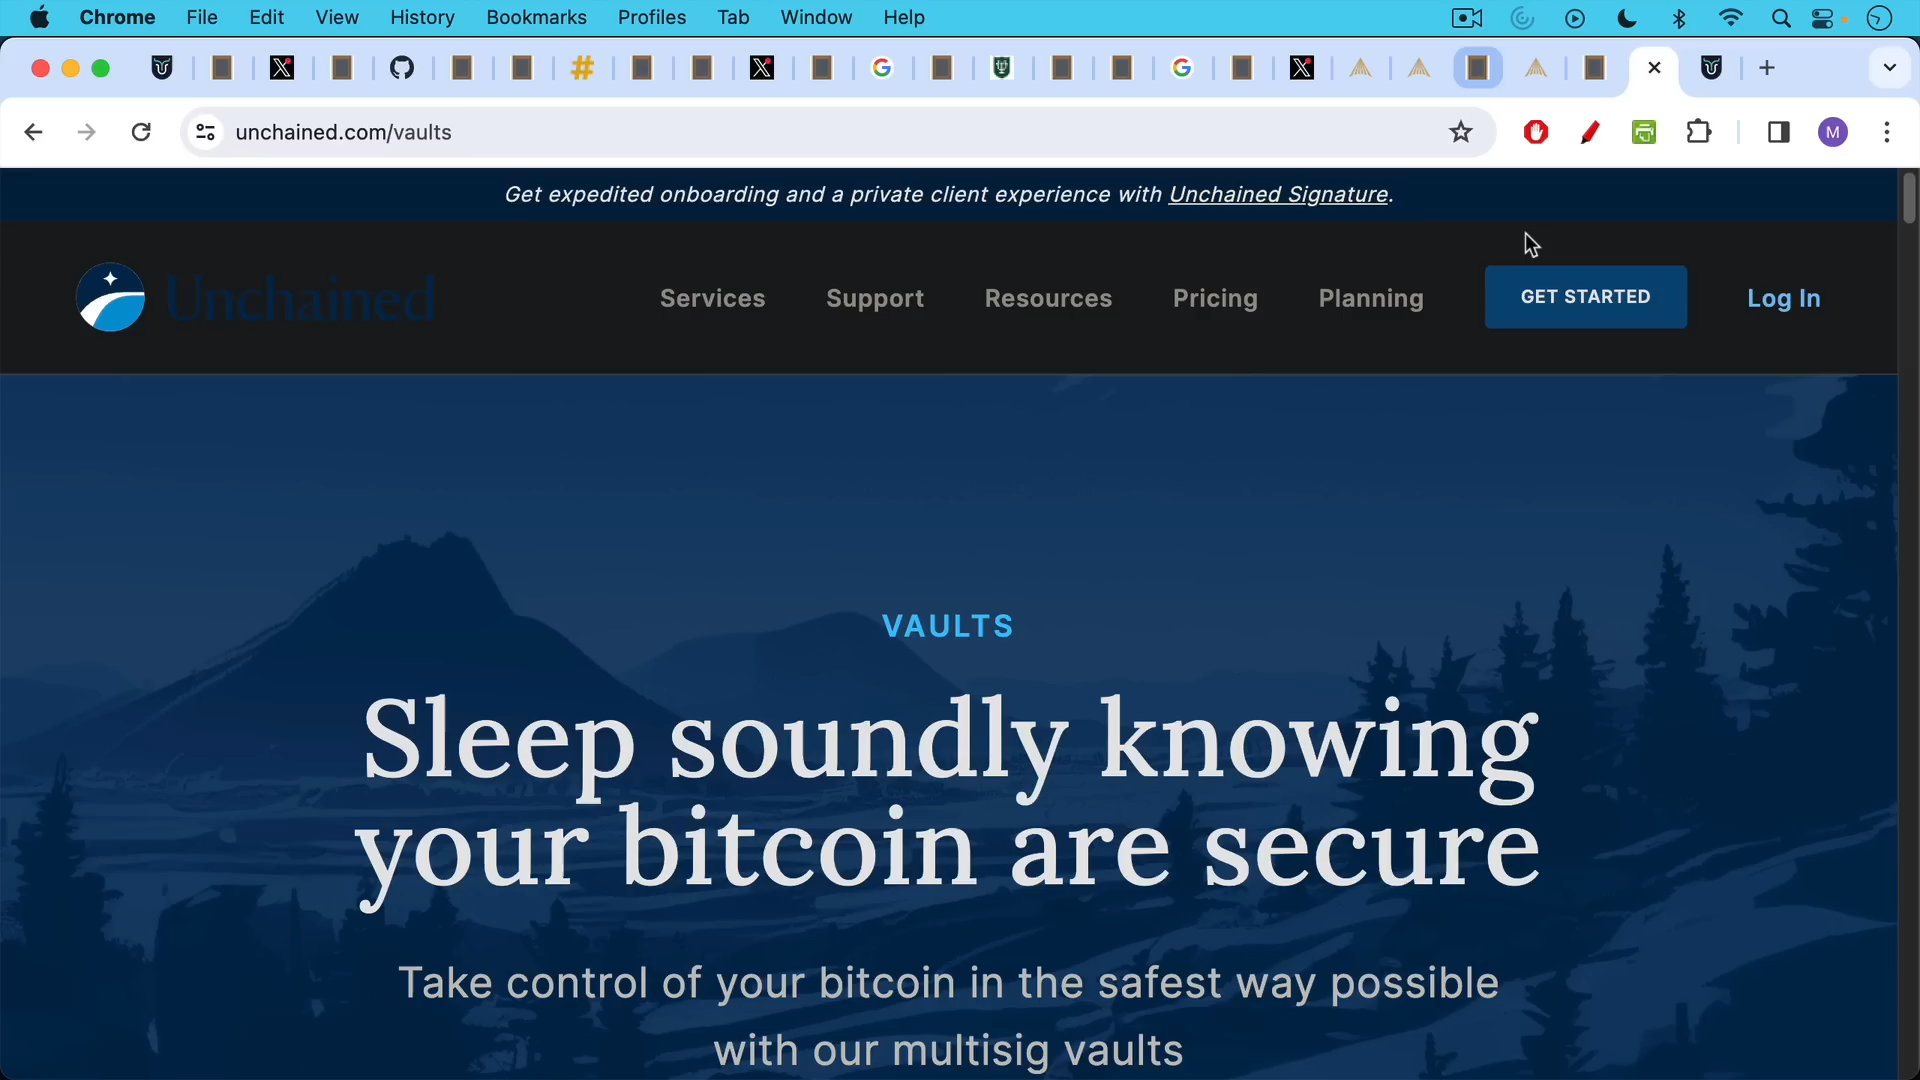 Chrome File Edit View History Bookmarks Profiles Tab Window Help
unchained.com/vaults
M
Get expedited onboarding and a private client experience with Unchained Signature.
Unchained
Services Support Resources Pricing Planning GET STARTED Log In
VAULTS
Sleep soundly knowing
your bitcoin are secure
Take control of your bitcoin in the safest way possible
with our multisig vaults